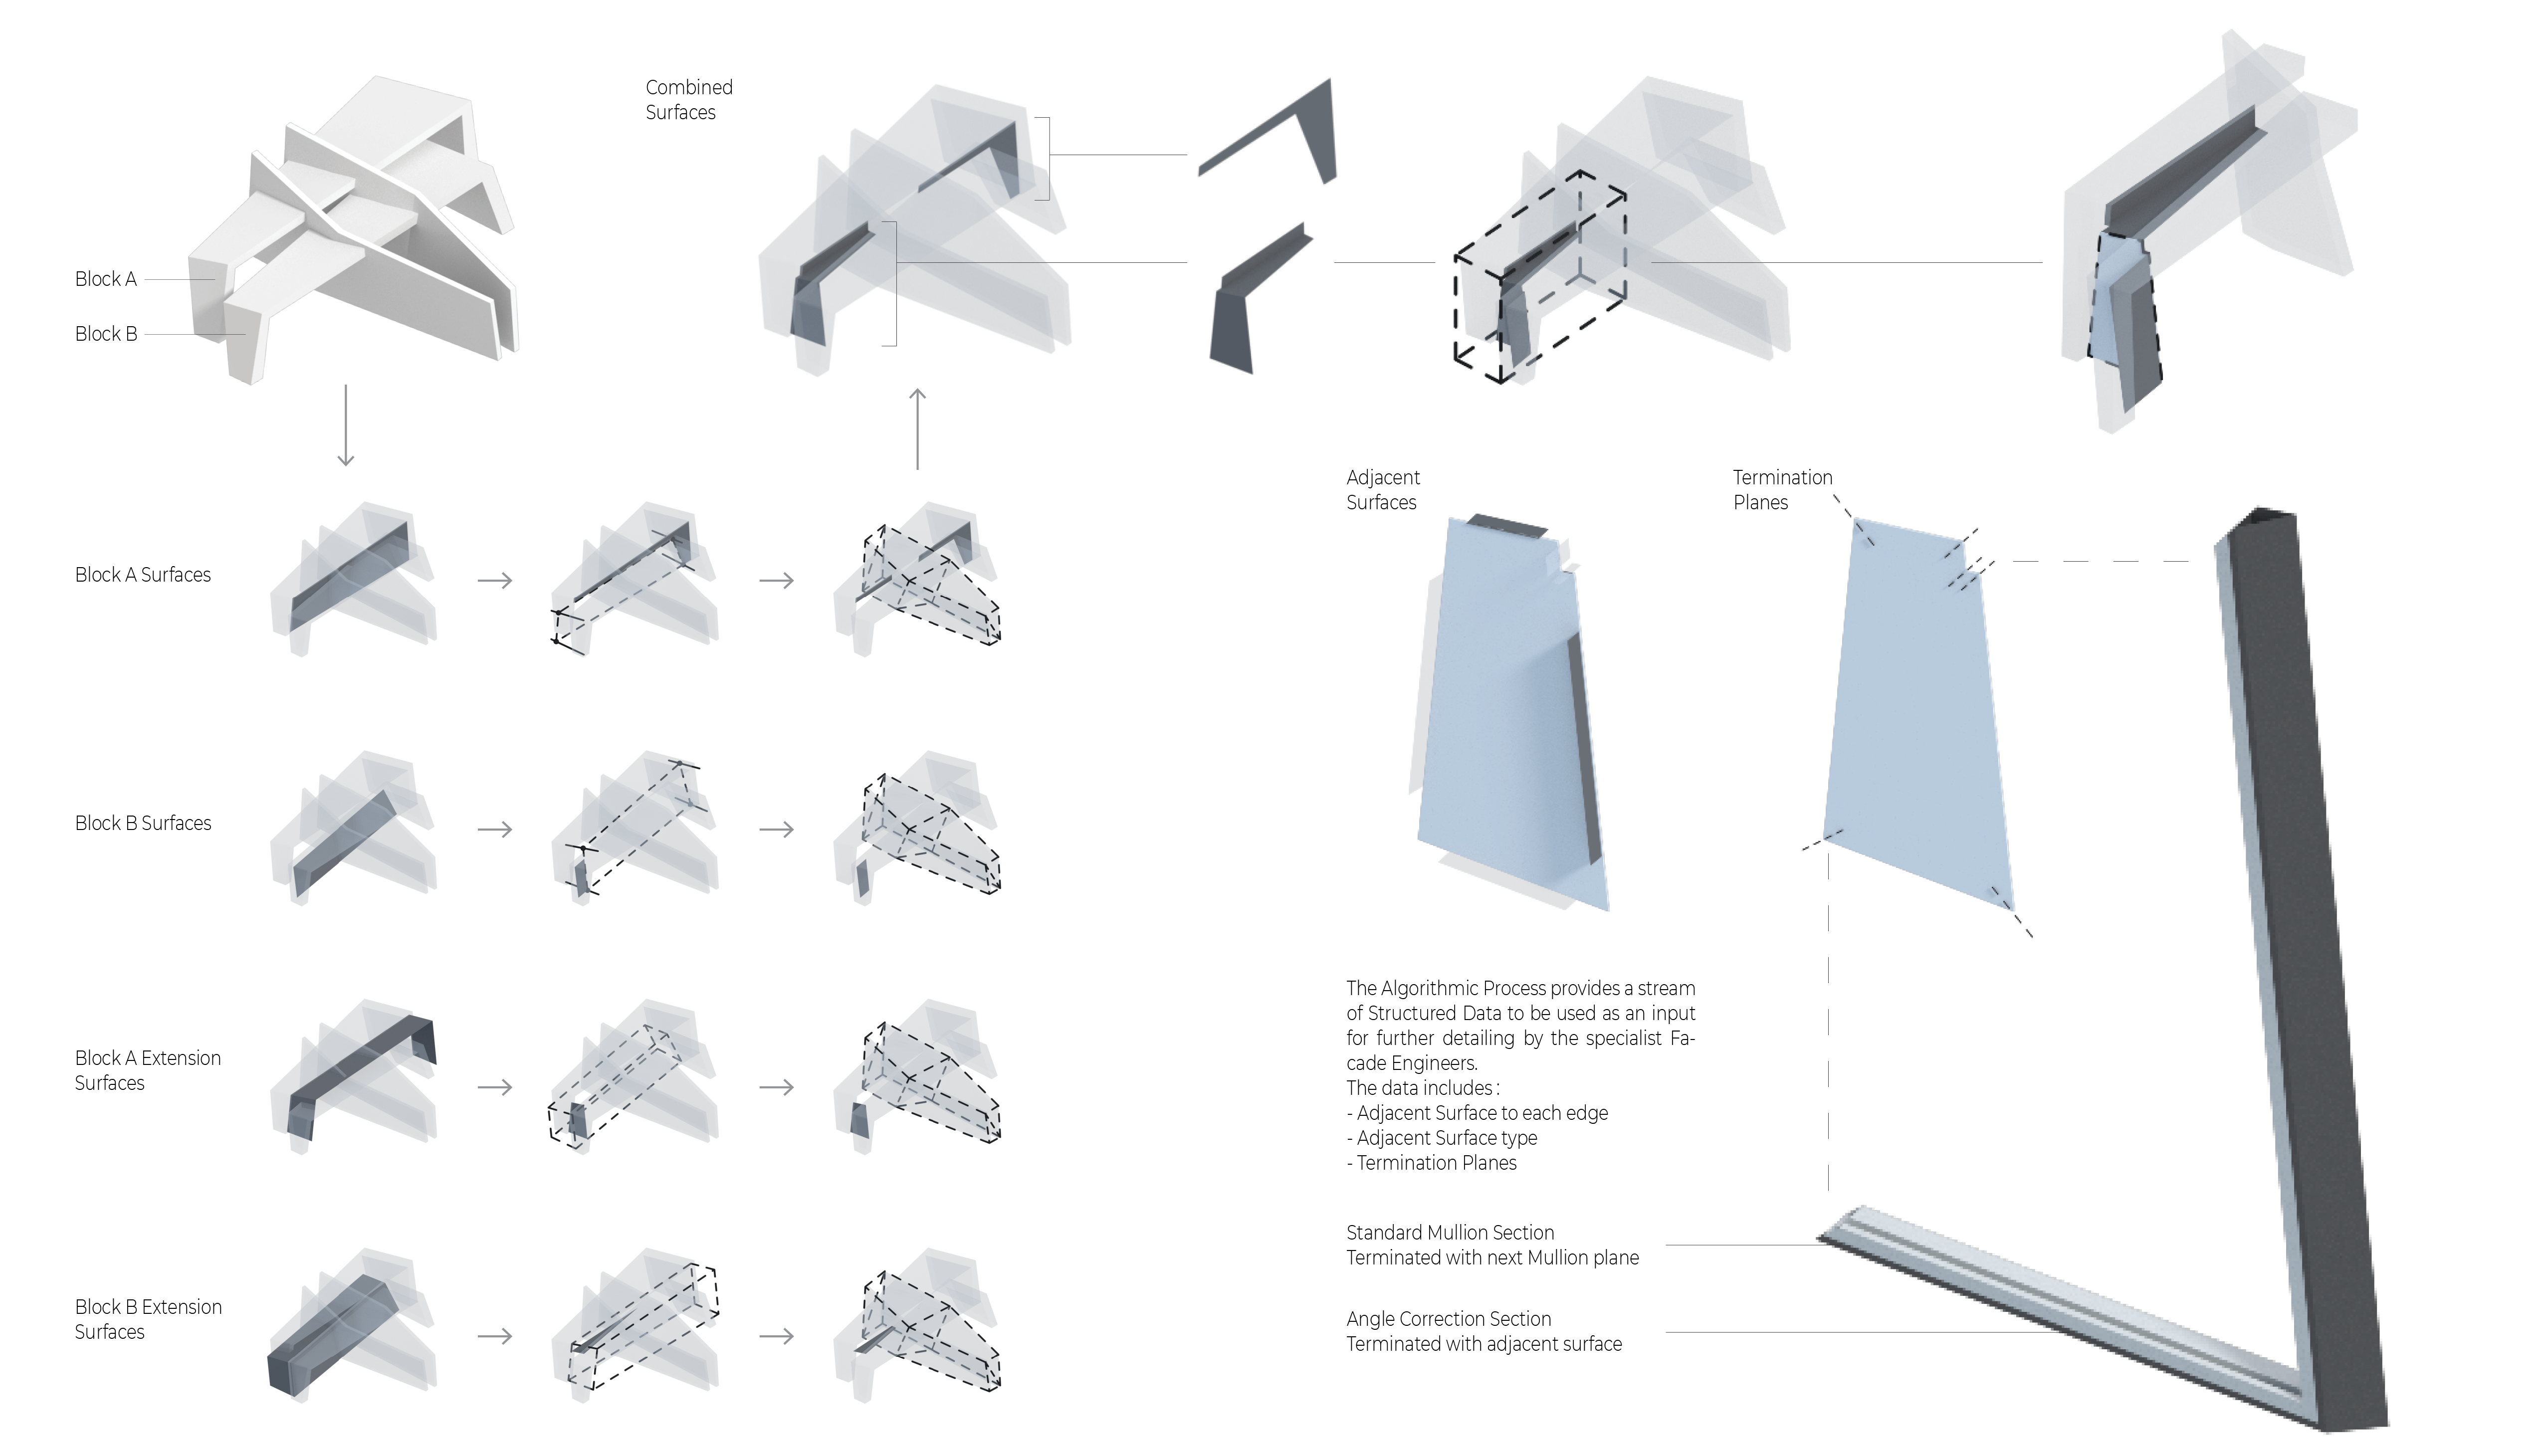 Combined
Surfaces
Block A
Block B
Adjacent
Surfaces
Termination
Planes
Block A Surfaces
Block B Surfaces
The Algorithmic Process provides a stream
of Structured Data to be used as an input
for further detailing by the specialist Fa-
cade Engineers.
The data includes :
- Adjacent Surface to each edge
- Adjacent Surface type
- Termination Planes
Block A Extension
Surfaces
Standard Mullion Section
Terminated with next Mullion plane
Block B Extension
Surfaces
Angle Correction Section
Terminated with adjacent surface